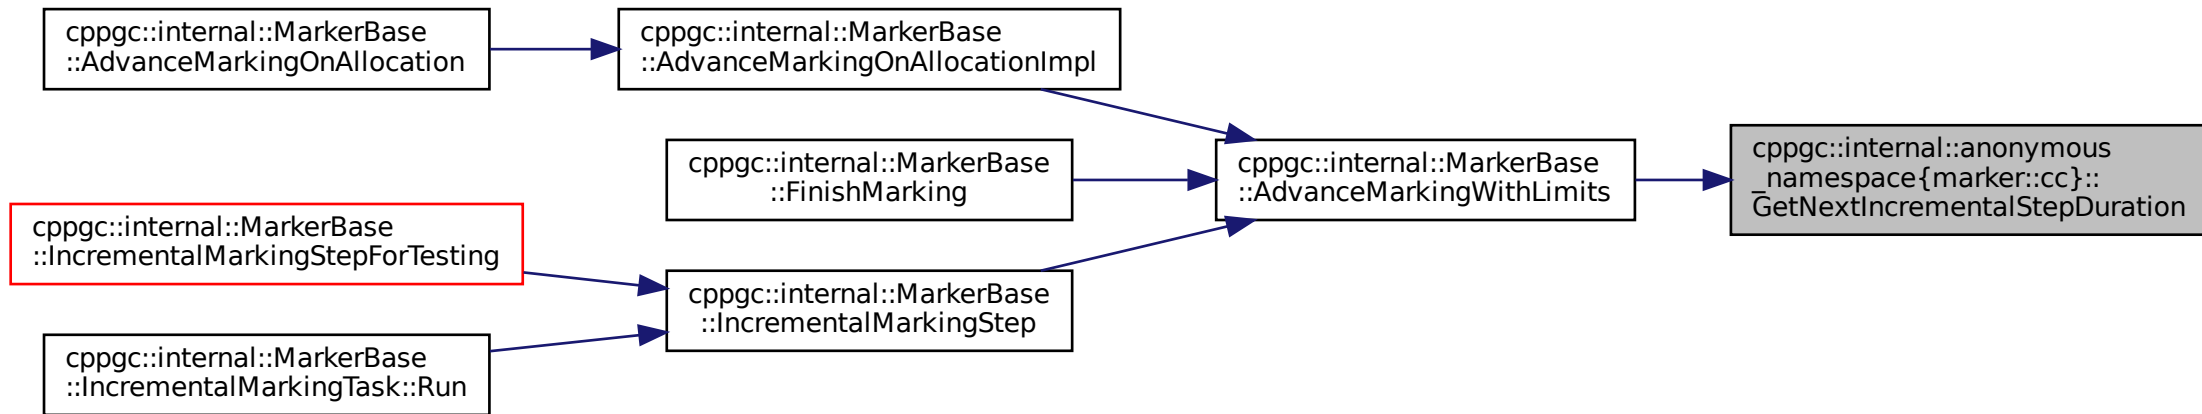 cppgc::internal::MarkerBase
::AdvanceMarkingOnAllocation
cppgc::internal::MarkerBase
::AdvanceMarkingOnAllocationImpl
cppgc::internal::MarkerBase
::FinishMarking
cppgc::internal::MarkerBase
::IncrementalMarkingStepForTesting
cppgc::internal::MarkerBase
::IncrementalMarkingStep
cppgc::internal::MarkerBase
::IncrementalMarkingTask::Run
cppgc::internal::MarkerBase
::AdvanceMarkingWithLimits
cppgc::internal::anonymous
_namespace{marker::cc}::
GetNextIncrementalStepDuration